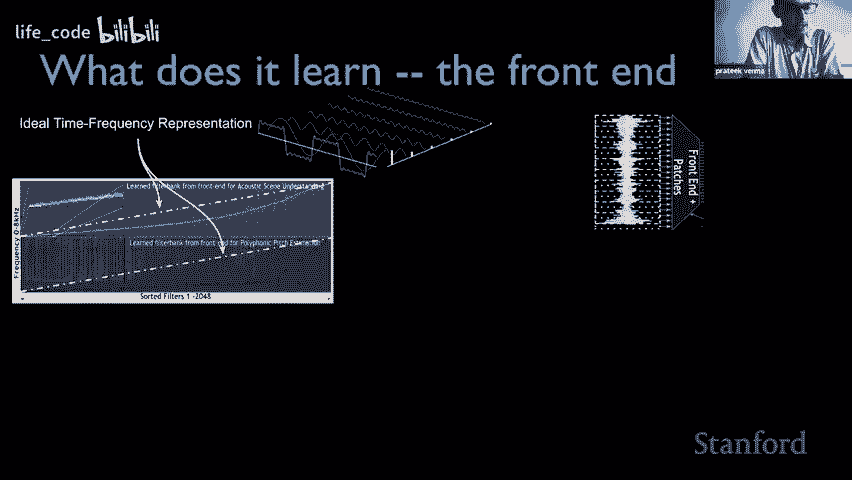 life_code bilibili
What does it learn -- the front end
prateek verma
Ideal Time-Frequency Representation
Learned filterbank from front-end for Acoustic Scene Understanding
Learned filterbank from front-end for Polyphonic Pitch Estimation
Frequency 0-8kHz
Sorted Filters 1 -2048
Front End +
Patches
Stanford